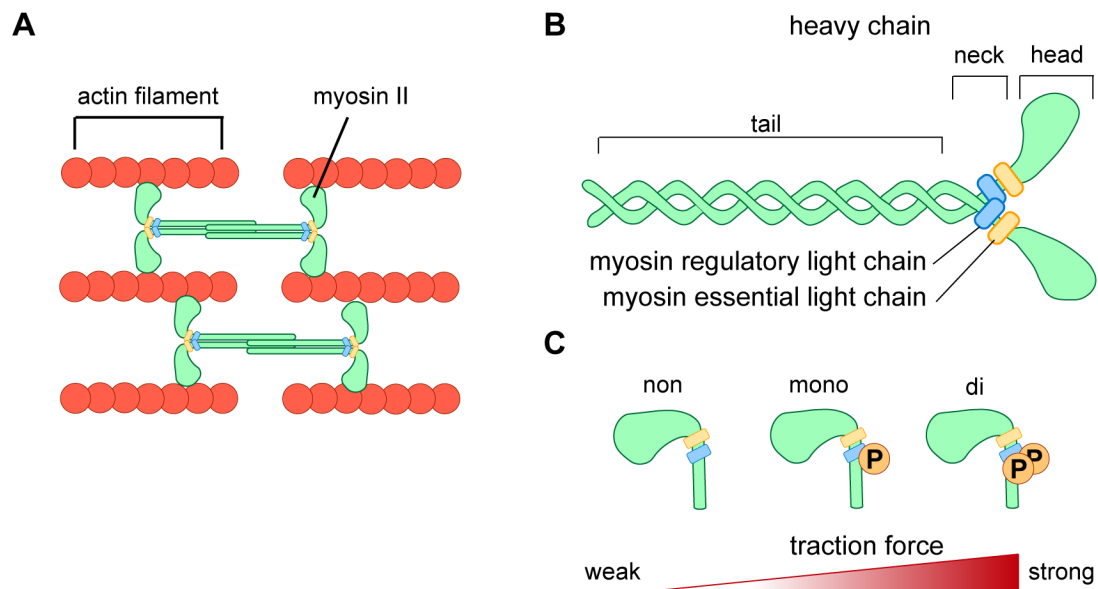 A
actin filament
myosin II
B
heavy chain
neck
head
tail
myosin regulatory light chain
myosin essential light chain
C
non
mono
di
P
P
P
traction force
weak
strong